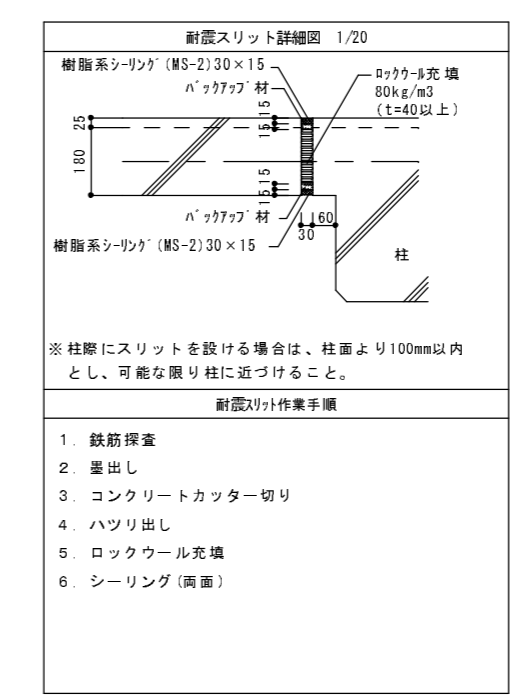 耐震スリット詳細図 1/20
樹脂系シーリング(MS-2)30×15
バックアップ材
ロックウール充填
80kg/m3
(t=40以上)
25
180
15
15
15
15
バックアップ材
60
30
樹脂系シーリング(MS-2)30×15
柱
※柱際にスリットを設ける場合は、柱面より100mm以内
とし、可能な限り柱に近づけること。
耐震スリット作業手順
1. 鉄筋探査
2. 墨出し
3. コンクリートカッター切り
4. ハツリ出し
5. ロックウール充填
6. シーリング(両面)